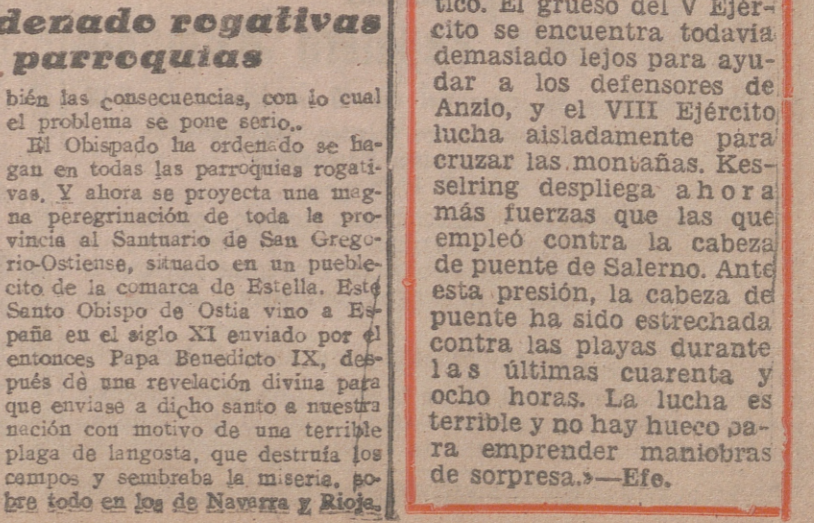 denado rogativas
parroquias
bién las consecuencias, con lo cual
el problema se pone serio..
El Obispado ha ordenado se ha-
gan en todas las parroquias rogati-
vas. Y ahora se proyecta una mag-
na peregrinación de toda la pro-
vincia al Santuario de San Grego-
rio-Ostiense, situado en un pueble-
cito de la comarca de Estella. Este
Santo Obispo de Ostia vino a Es-
paña en el siglo XI enviado por el
entonces Papa Benedicto IX, des-
pués de una revelación divina para
que enviase a dicho santo a nuestra
nación con motivo de una terrible
plaga de langosta, que destruía los
campos y sembraba la miseria, so-
bre todo en los de Navarra y Rioja.
tico. El grueso del V Ejér-
cito se encuentra todavia
demasiado lejos para ayu-
dar a los defensores de
Anzio, y el VIII Ejército
lucha aisladamente para
cruzar las montañas. Kes-
selring despliega ahora
más fuerzas que las que
empleó contra la cabeza
de puente de Salerno. Ante
esta presión, la cabeza de
puente ha sido estrechada
contra las playas durante
las últimas cuarenta y
ocho horas. La lucha es
terrible y no hay hueco pa-
ra emprender maniobras
de sorpresa.»—Efe.